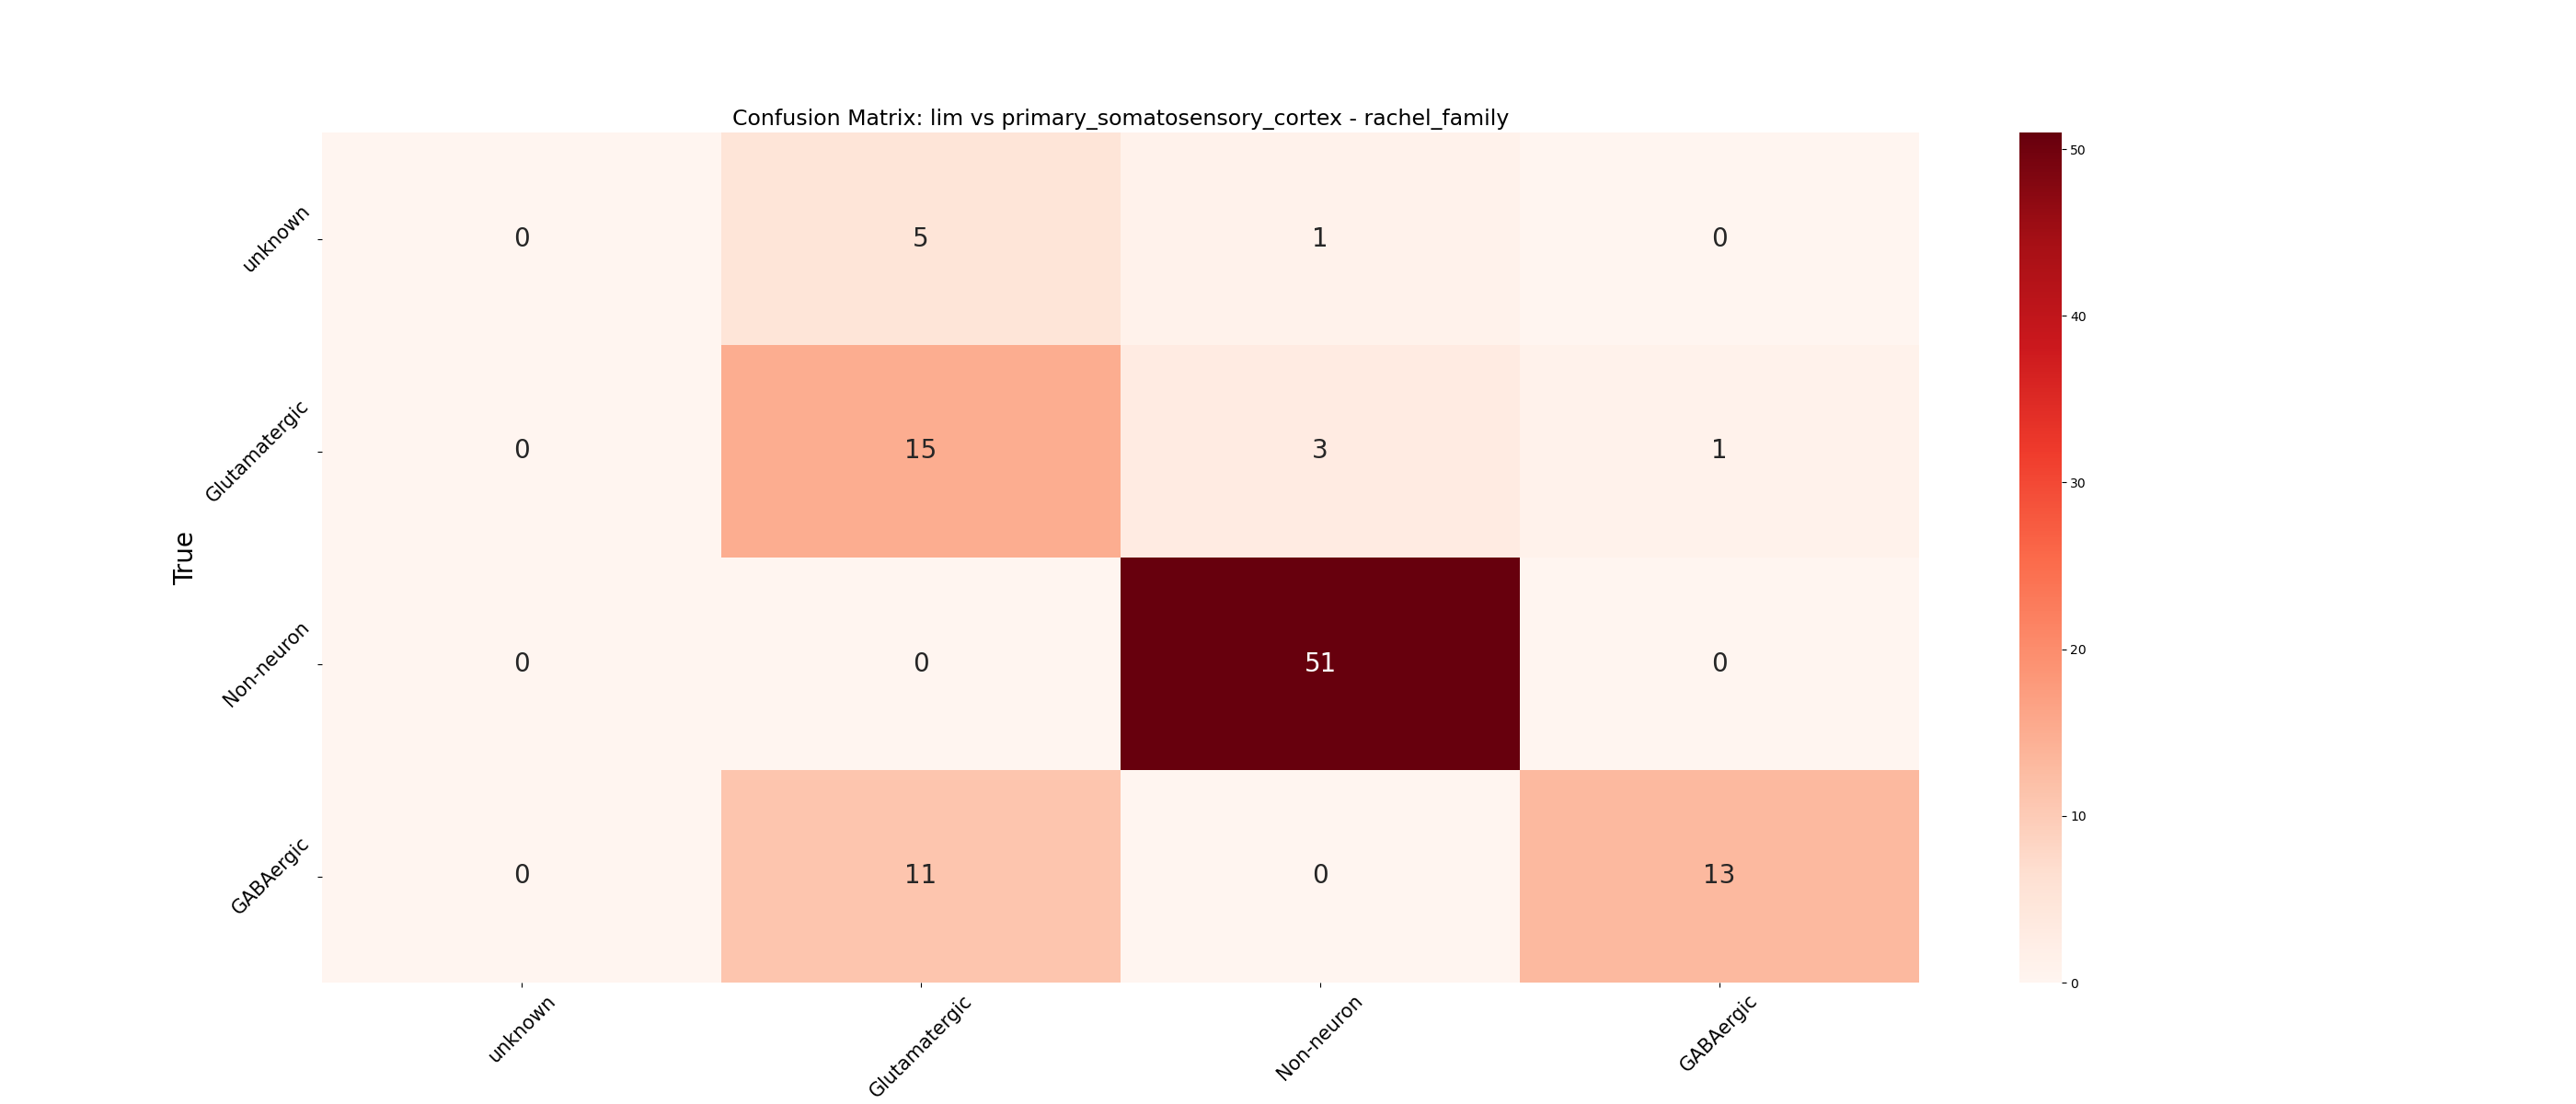 Confusion Matrix: lim vs primary_somatosensory_cortex - rachel_family
True
unknown 0 5 1 0
Glutamatergic 0 15 3 1
Non-neuron 0 0 51 0
GABAergic 0 11 0 13
unknown Glutamatergic Non-neuron GABAergic
50
40
30
20
10
0